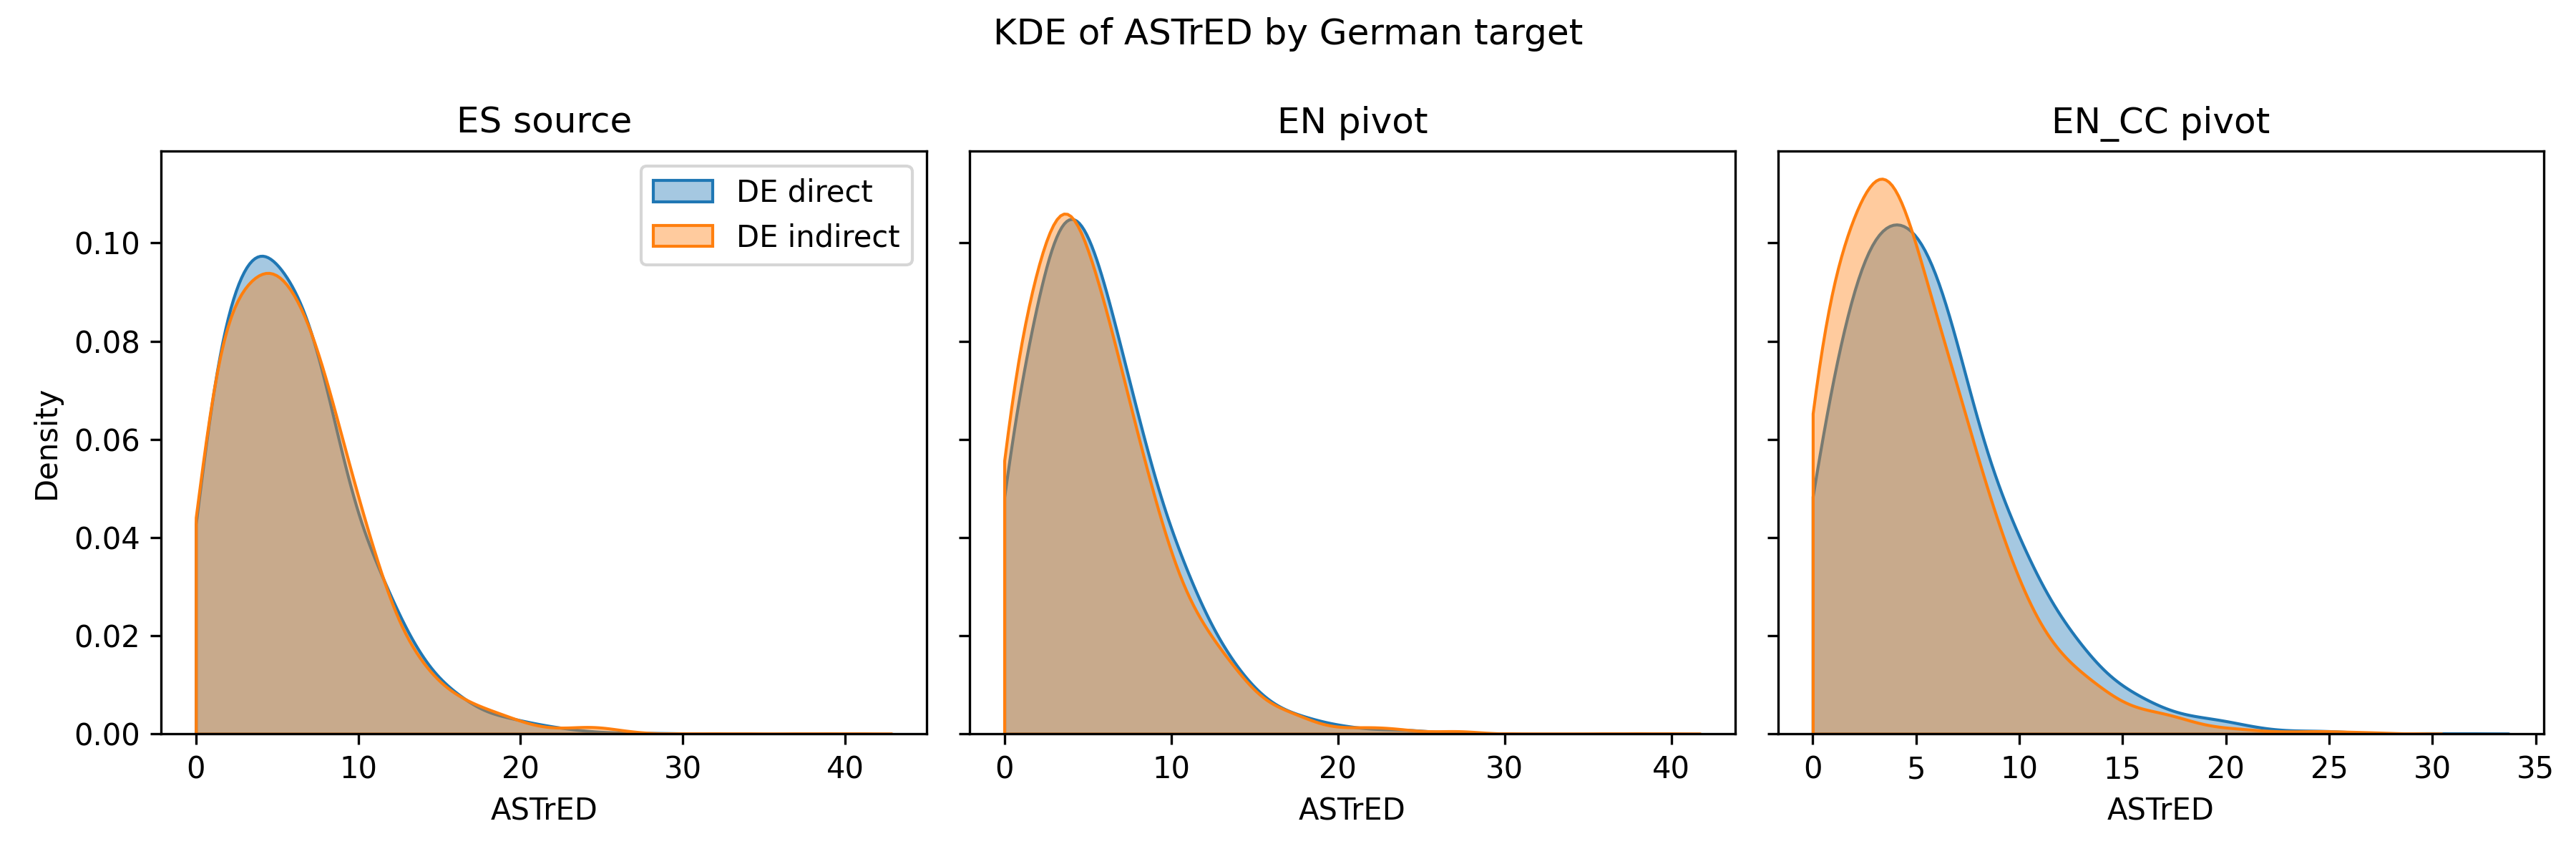 KDE of ASTrED by German target
ES source
EN pivot
EN_CC pivot
DE direct
DE indirect
Density
0.10
0.08
0.06
0.04
0.02
0.00
0 10 20 30 40
0 10 20 30 40
0 5 10 15 20 25 30 35
ASTrED
ASTrED
ASTrED